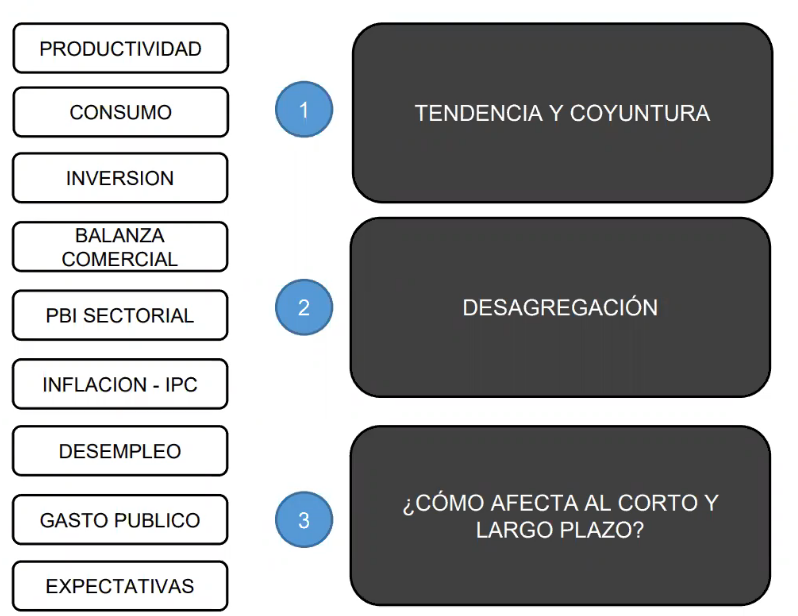 PRODUCTIVIDAD
CONSUMO
INVERSION
BALANZA
COMERCIAL
PBI SECTORIAL
INFLACION - IPC
DESEMPLEO
GASTO PUBLICO
EXPECTATIVAS
1
TENDENCIA Y COYUNTURA
2
DESAGREGACIÓN
3
¿CÓMO AFECTA AL CORTO Y
LARGO PLAZO?